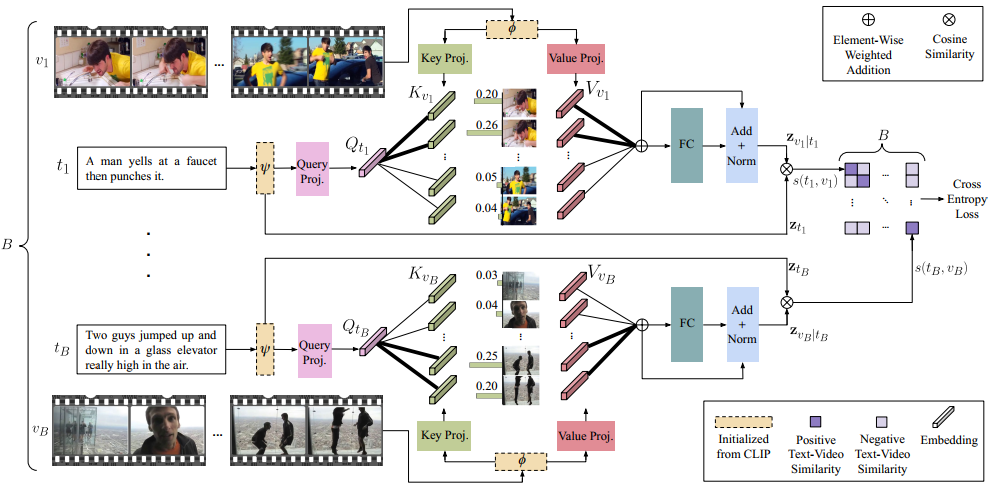 B
v1
...
t1
A man yells at a faucet
then punches it.
ψ
Query
Proj.
Qt1
ϕ
Key Proj.
Value Proj.
Kv1
Vv1
0.20
0.26
...
0.05
0.04
FC
Add
+
Norm
zv1|t1
s(t1, v1)
zt1
⊕
Element-Wise
Weighted
Addition
⊗
Cosine
Similarity
B
...
Cross
Entropy
Loss
s(tB, vB)
tB
Two guys jumped up and
down in a glass elevator
really high in the air.
ψ
Query
Proj.
QtB
KvB
VvB
0.03
0.04
...
0.25
0.20
Key Proj.
Value Proj.
ϕ
FC
Add
+
Norm
ztB
zvB|tB
vB
...
Initialized
from CLIP
Positive
Text-Video
Similarity
Negative
Text-Video
Similarity
Embedding